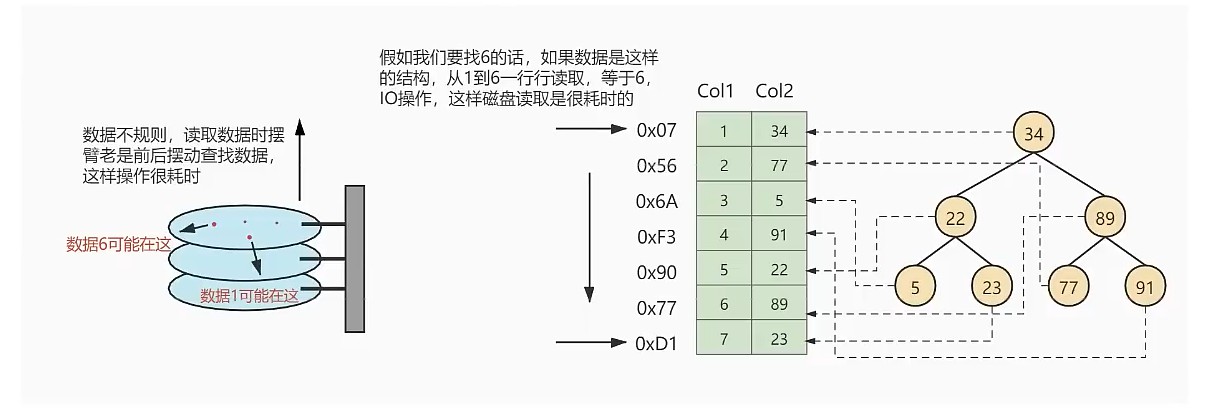 假如我们要找6的话，如果数据是这样
的结构，从1到6一行行读取，等于6，
IO操作，这样磁盘读取是很耗时的
数据不规则，读取数据时摆
臂老是前后摆动查找数据，
这样操作很耗时
数据6可能在这
数据1可能在这
Col1 Col2
0x07 1 34
0x56 2 77
0x6A 3 5
0xF3 4 91
0x90 5 22
0x77 6 89
0xD1 7 23
34
22 89
5 23 77 91